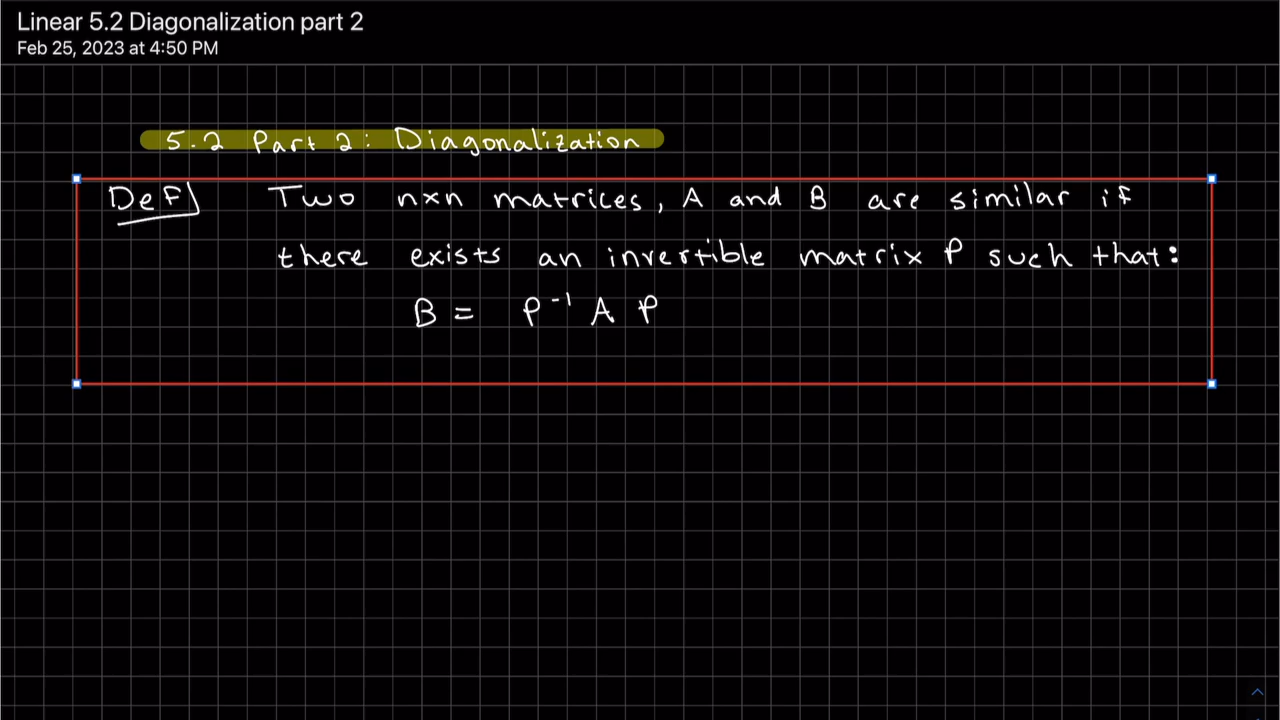 Linear 5.2 Diagonalization part 2
Feb 25, 2023 at 4:50 PM
5.2 Part 2: Diagonalization
Def) Two nxn matrices, A and B are similar if
there exists an invertible matrix P such that:
B = P⁻¹ A P